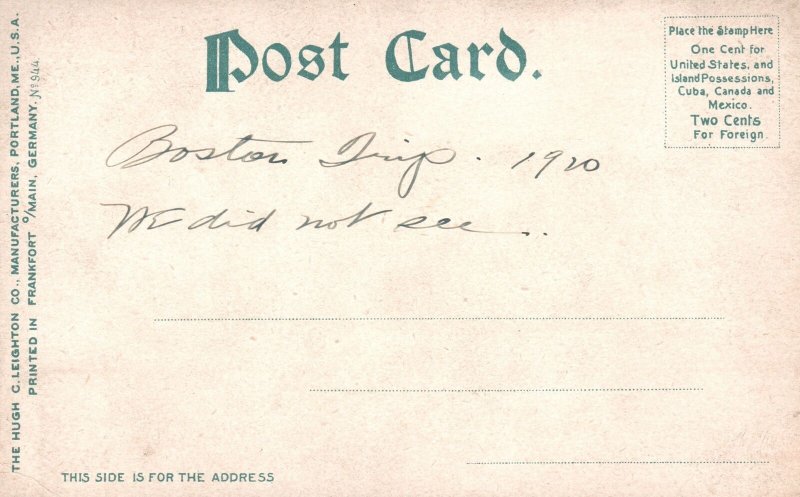 Post Card.
Place the Stamp Here
One Cent for
United States, and
Island Possessions,
Cuba, Canada and
Mexico.
Two Cents
For Foreign.
Boston Trip. 1920
We did not see...
THIS SIDE IS FOR THE ADDRESS
THE HUGH C. LEIGHTON CO., MANUFACTURERS, PORTLAND, ME., U.S.A.
PRINTED IN FRANKFORT o/MAIN, GERMANY. No 944